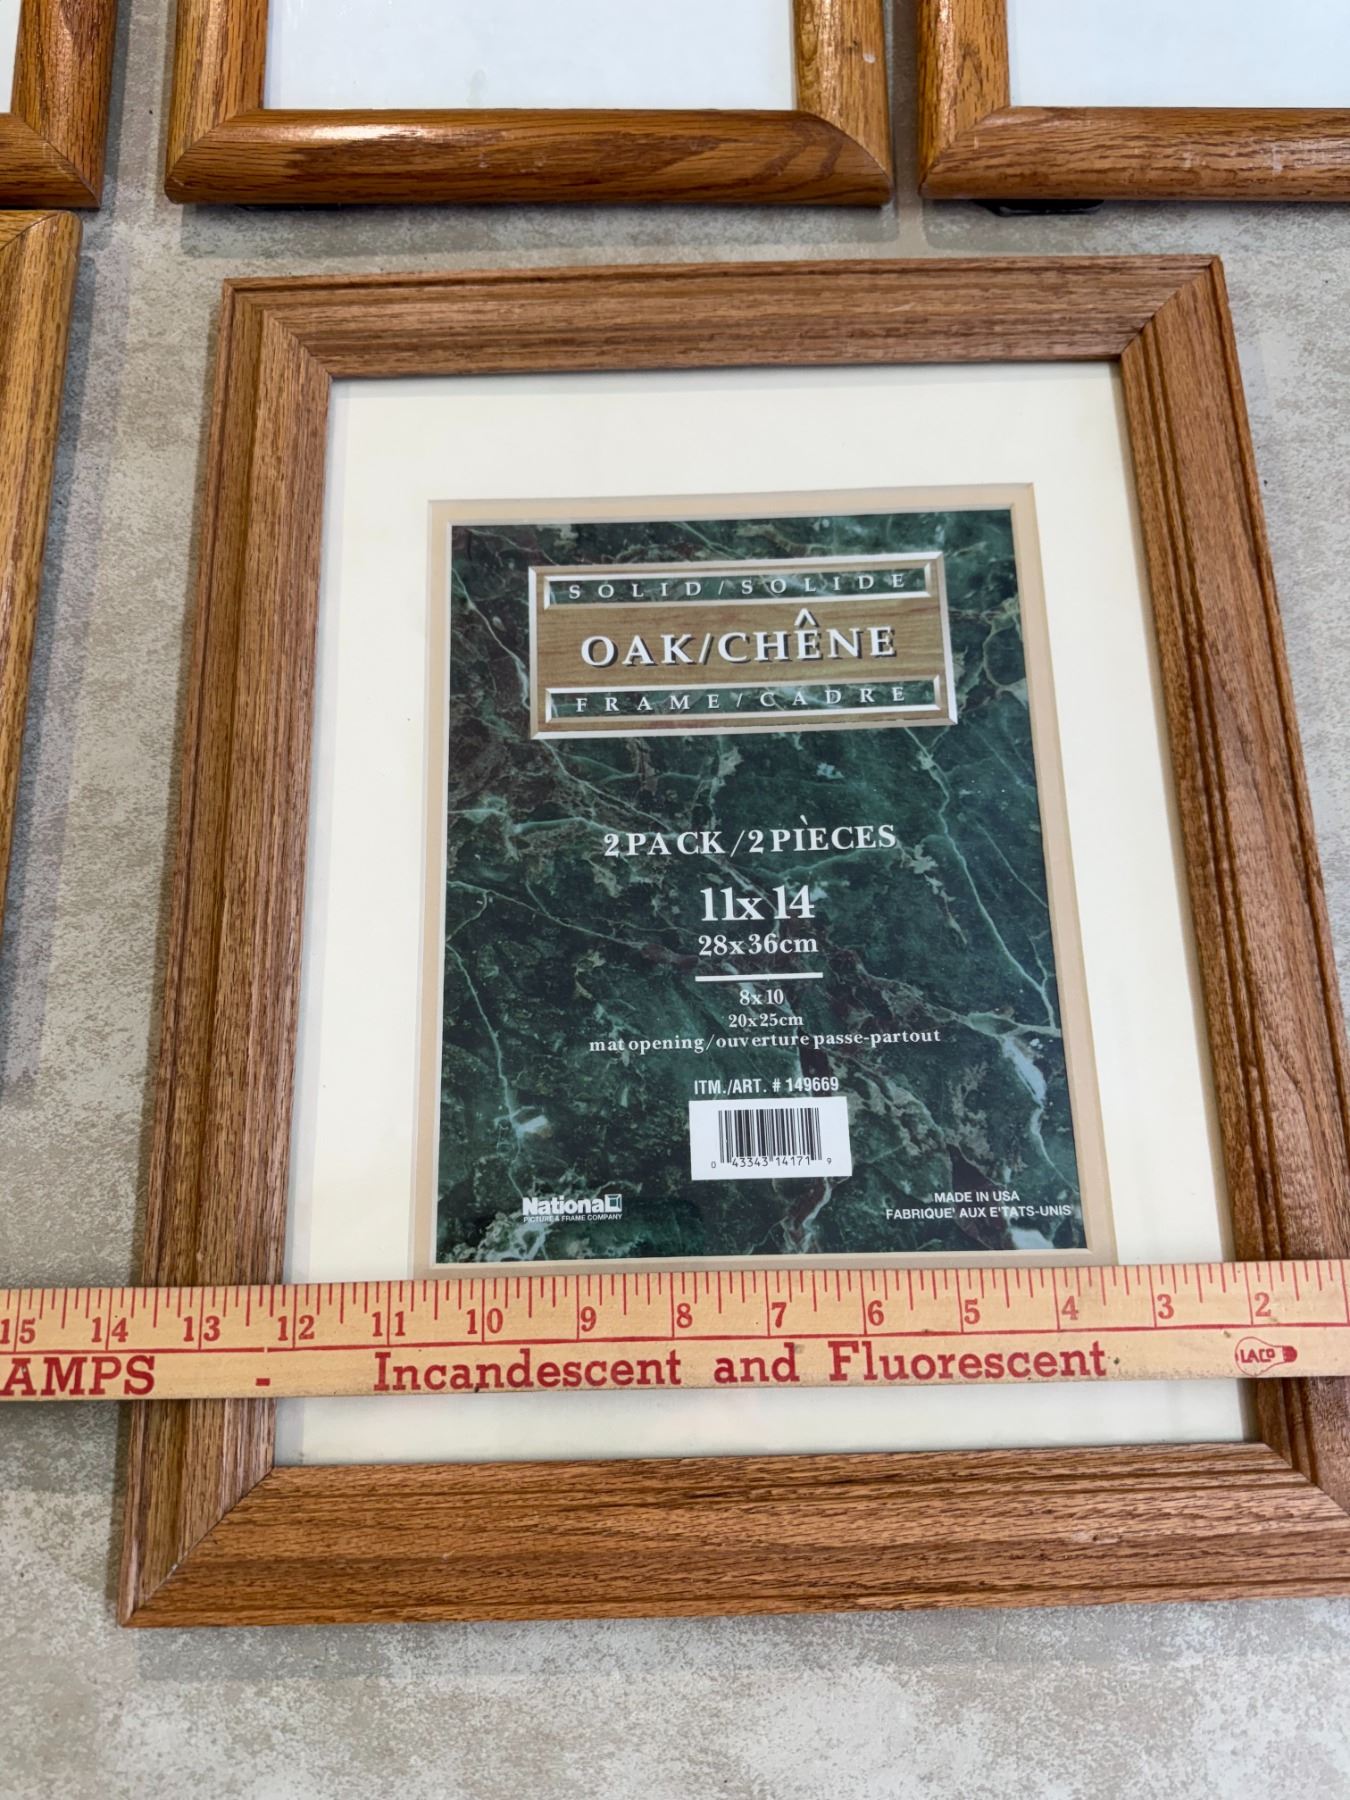 SOLID/SOLIDE
OAK/CHÊNE
FRAME/CADRE
2 PACK/2 PIÈCES
11x14
28x36cm
8x10
20x25cm
mat opening/ouverture passe-partout
ITM./ART. # 149669
0 43343 14171 9
National
PICTURE & FRAME COMPANY
MADE IN USA
FABRIQUE' AUX E'TATS-UNIS
15 14 13 12 11 10 9 8 7 6 5 4 3 2
AMPS - Incandescent and Fluorescent LACO